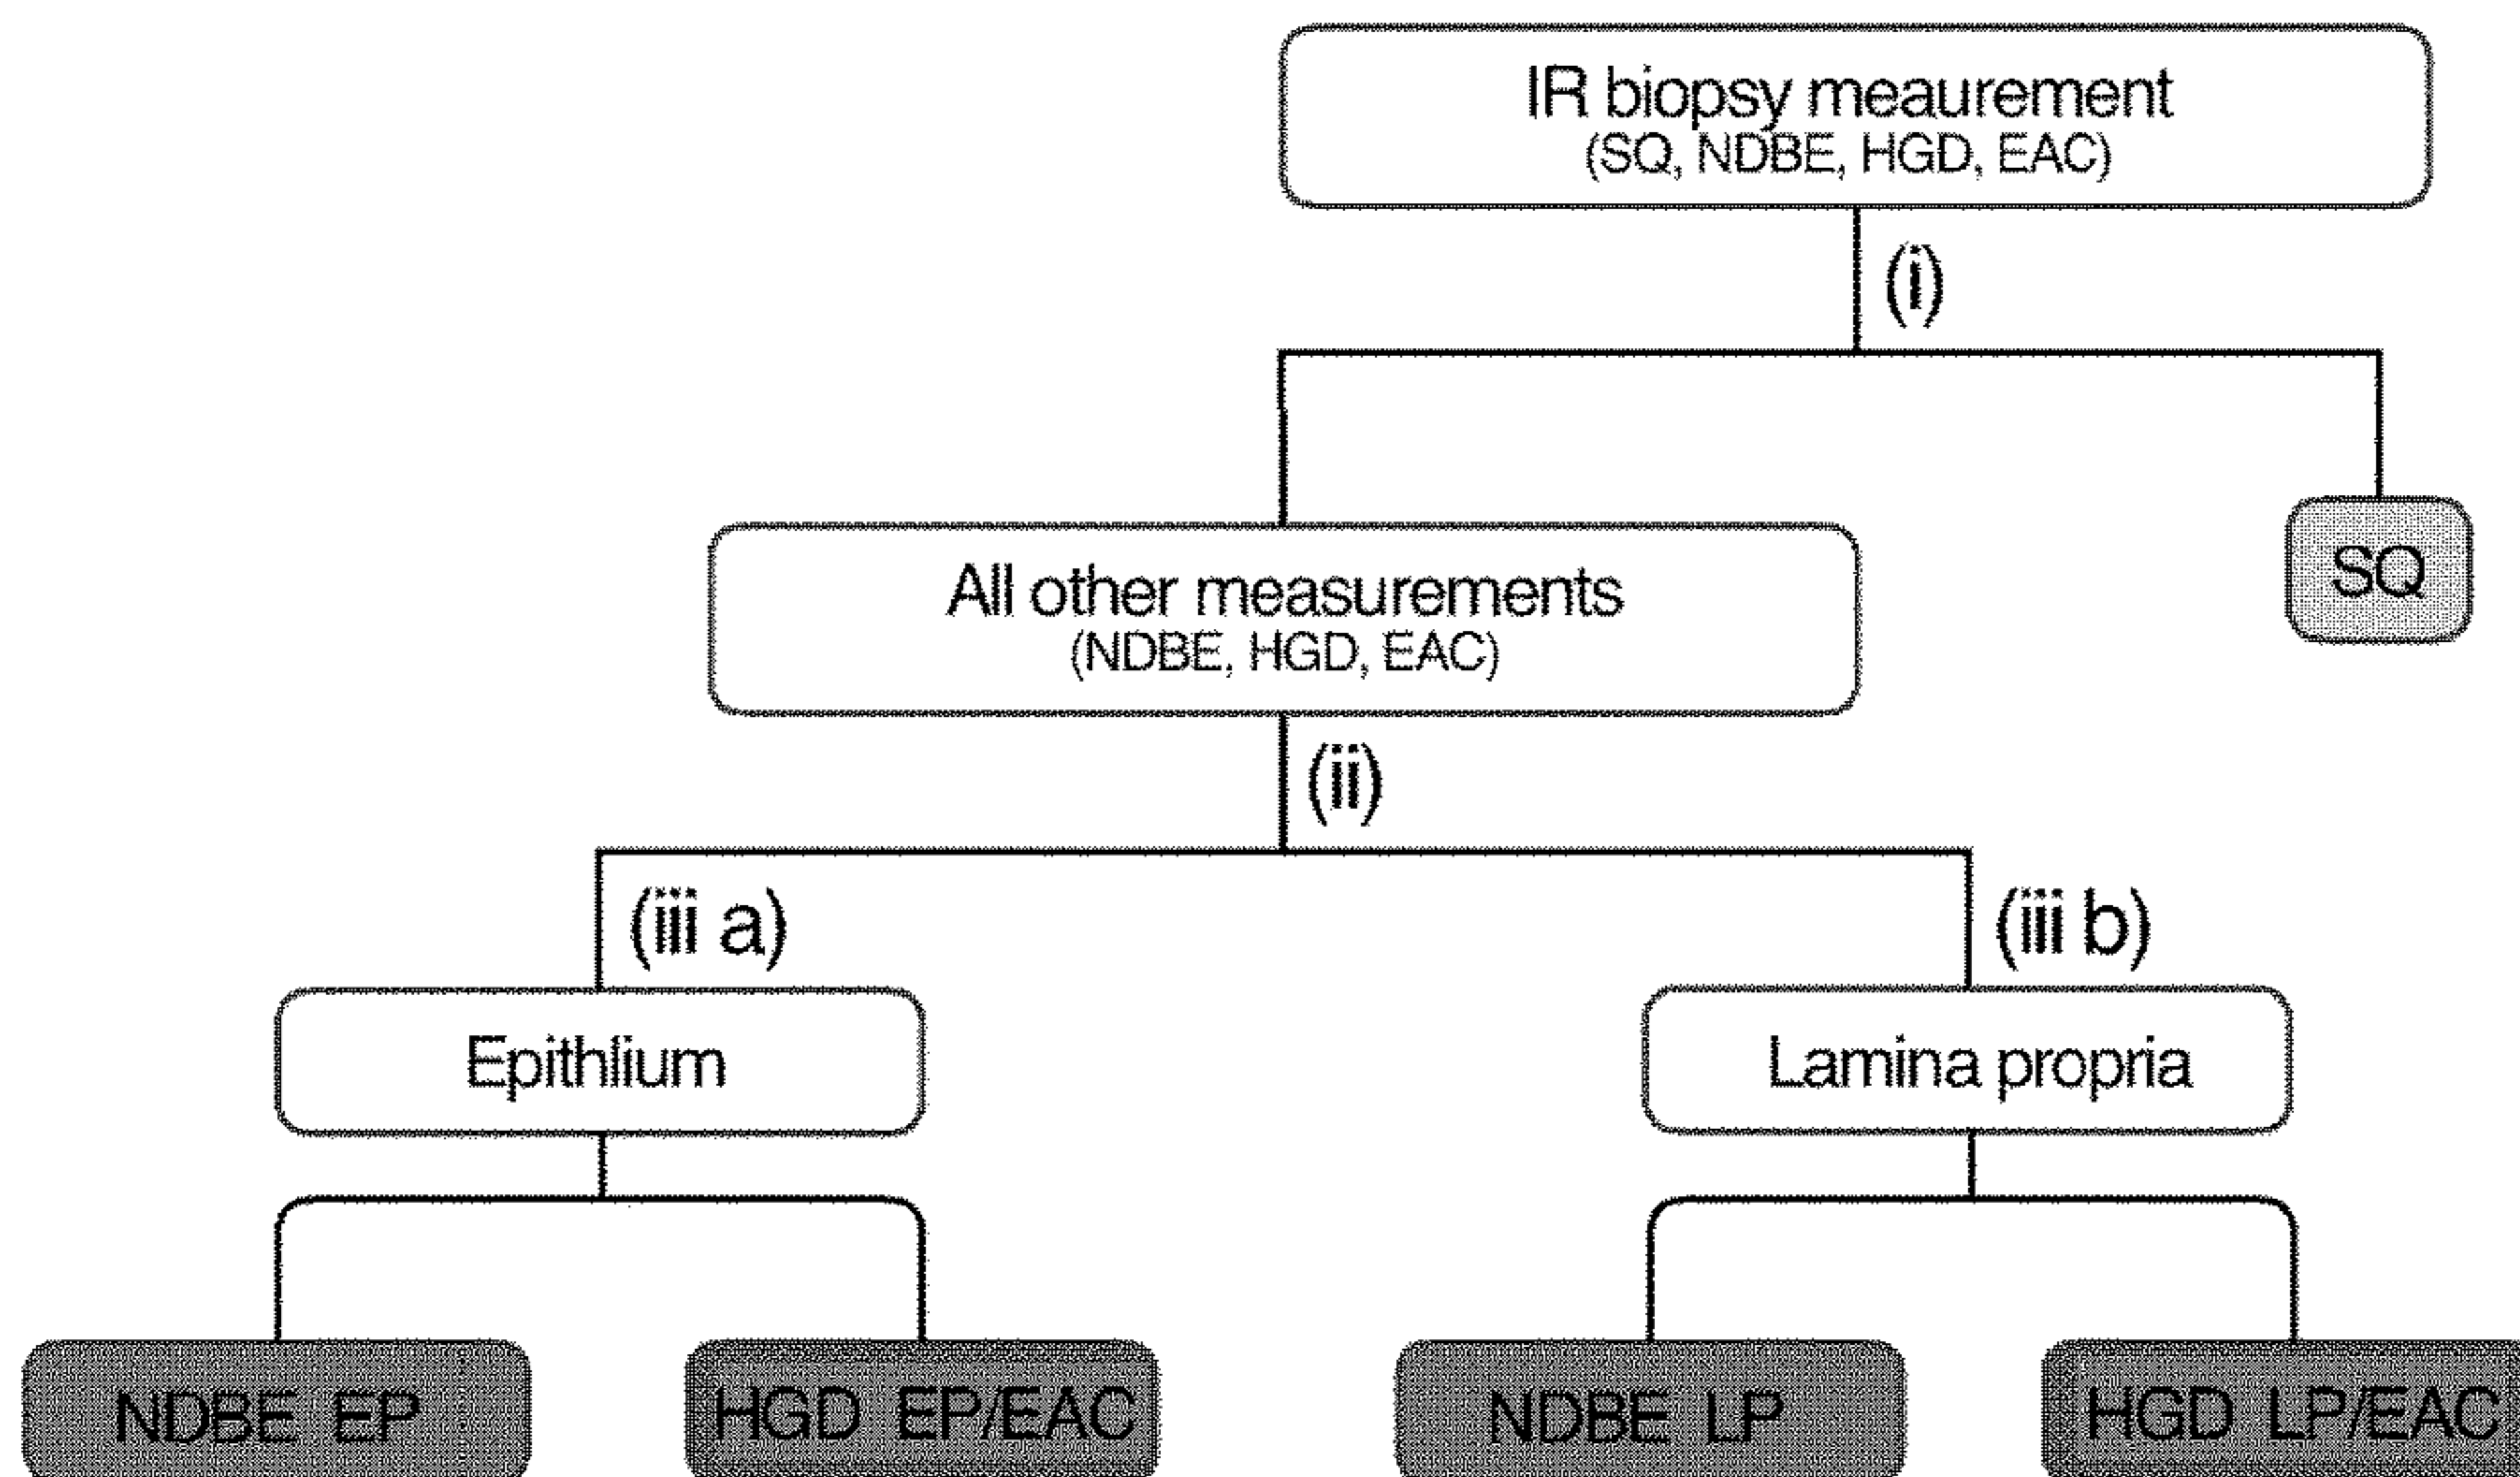 IR biopsy meaurement
(SQ, NDBE, HGD, EAC)
(i)
SQ
All other measurements
(NDBE, HGD, EAC)
(ii)
(iii a)
(iii b)
Epithlium
Lamina propria
NDBE EP
HGD EP/EAC
NDBE LP
HGD LP/EAC